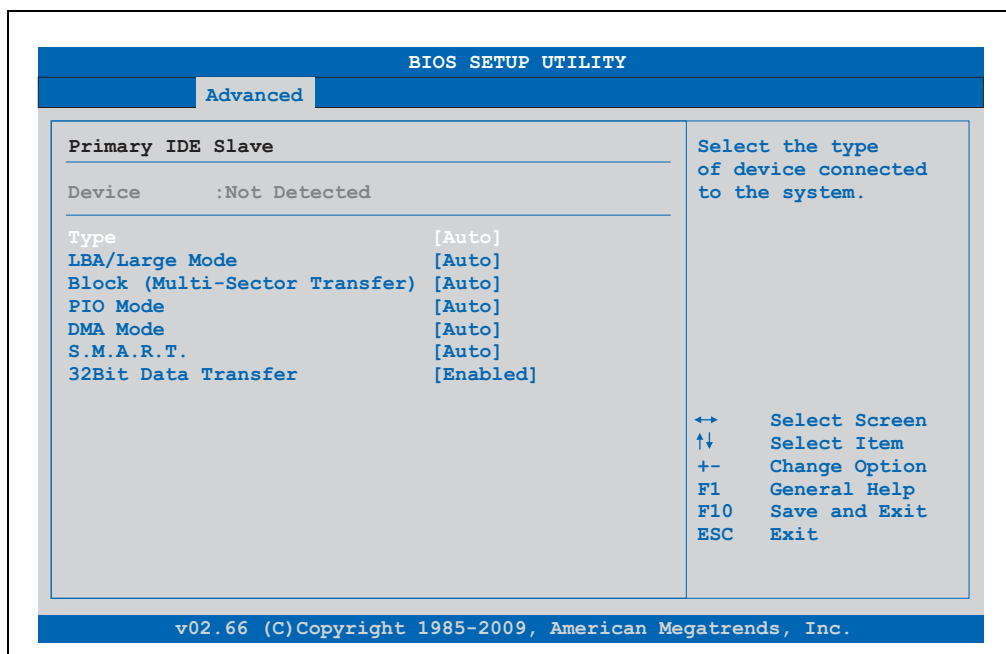 BIOS SETUP UTILITY
Advanced
Primary IDE Slave
Device :Not Detected
Type [Auto]
LBA/Large Mode [Auto]
Block (Multi-Sector Transfer) [Auto]
PIO Mode [Auto]
DMA Mode [Auto]
S.M.A.R.T. [Auto]
32Bit Data Transfer [Enabled]
Select the type
of device connected
to the system.
←→ Select Screen
↑↓ Select Item
+- Change Option
F1 General Help
F10 Save and Exit
ESC Exit
v02.66 (C)Copyright 1985-2009, American Megatrends, Inc.